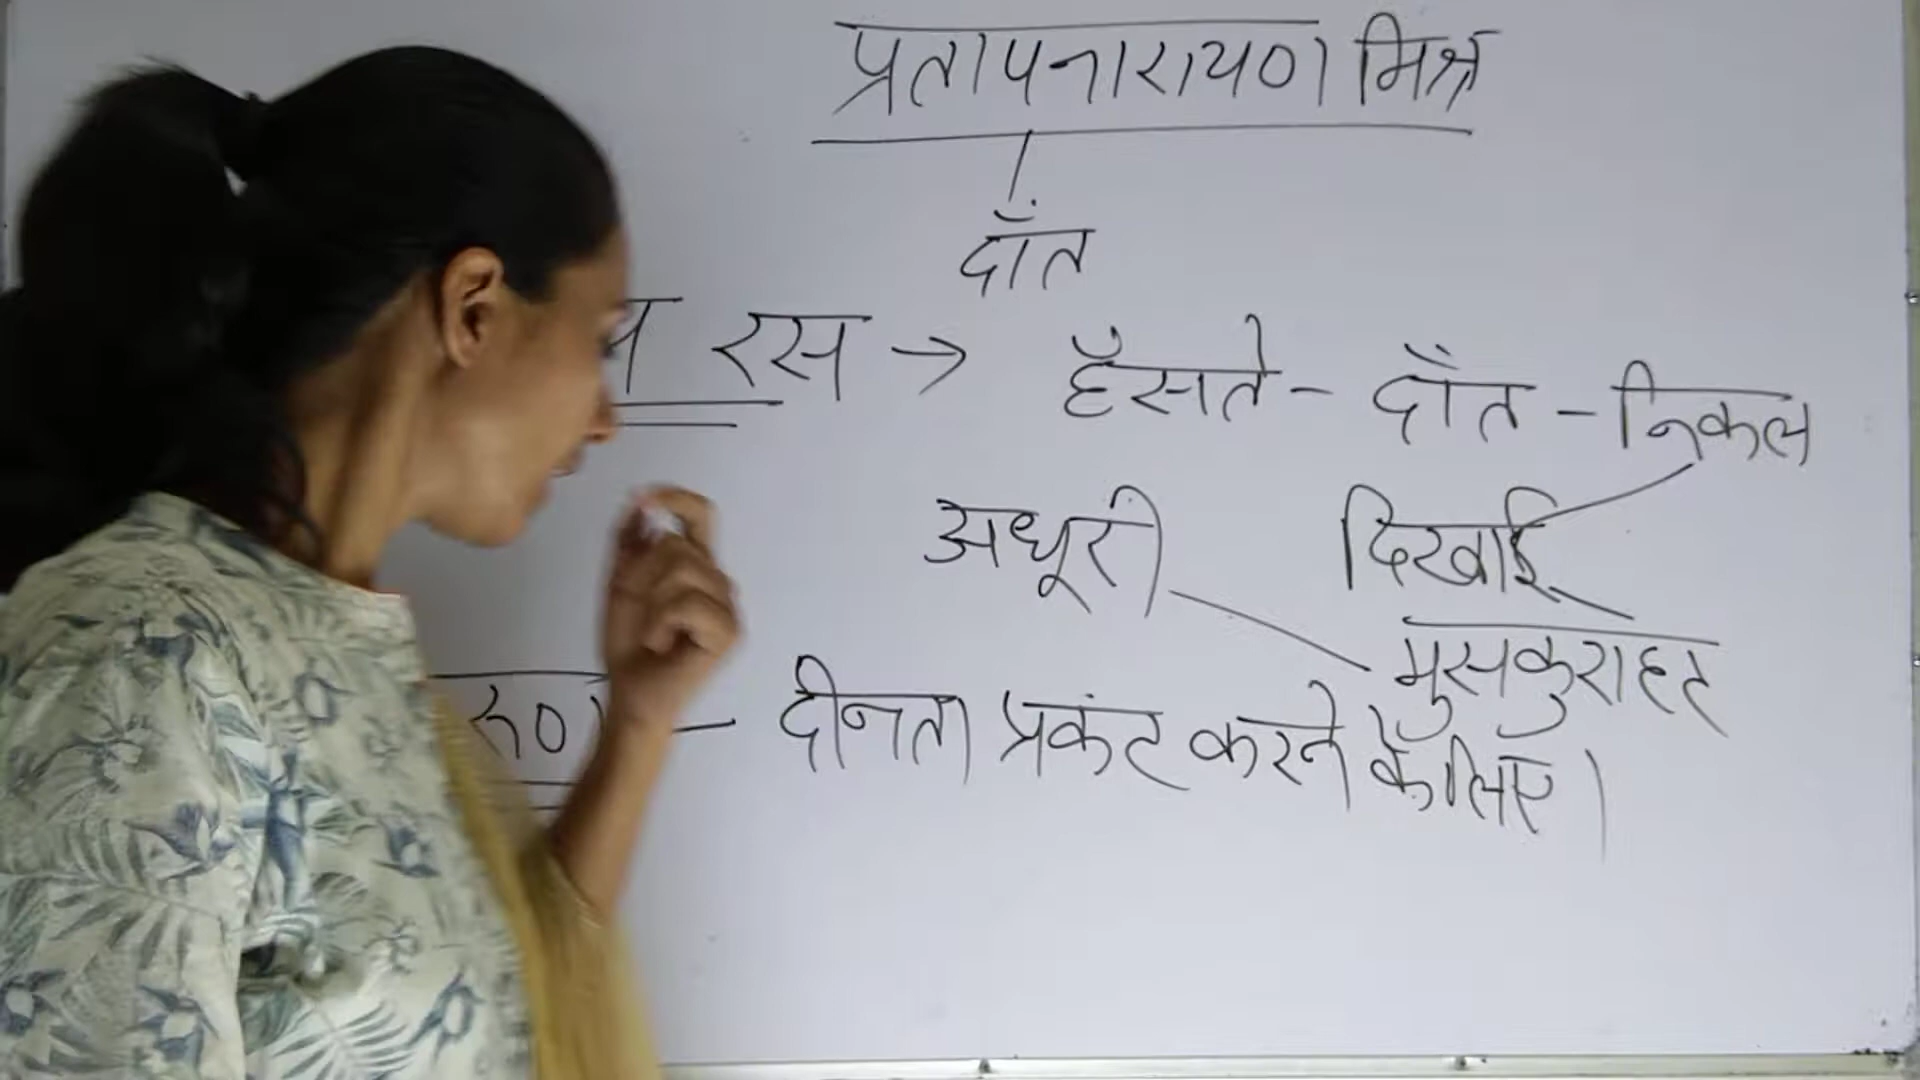 प्रतापनारायण मिश्र
दाँत
रस → हँसते - दाँत - निकल
अधूरी दिखाई
मुसकुराहट
- दीनता प्रकट करने के लिए।